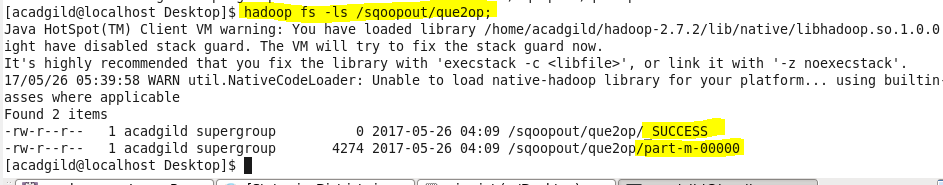 [acadgild@localhost Desktop]$ hadoop fs -ls /sqoopout/que2op;
Java HotSpot(TM) Client VM warning: You have loaded library /home/acadgild/hadoop-2.7.2/lib/native/libhadoop.so.1.0.0
ight have disabled stack guard. The VM will try to fix the stack guard now.
It's highly recommended that you fix the library with 'execstack -c <libfile>', or link it with '-z noexecstack'.
17/05/26 05:39:58 WARN util.NativeCodeLoader: Unable to load native-hadoop library for your platform... using builtin-
asses where applicable
Found 2 items
-rw-r--r--   1 acadgild supergroup          0 2017-05-26 04:09 /sqoopout/que2op/_SUCCESS
-rw-r--r--   1 acadgild supergroup       4274 2017-05-26 04:09 /sqoopout/que2op/part-m-00000
[acadgild@localhost Desktop]$